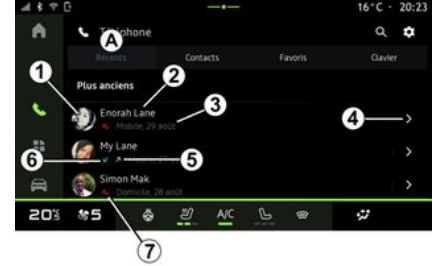 16°C · 20:23
Téléphone
A
Récents Contacts Favoris Clavier
Plus anciens
1 2 3 4
Enorah Lane
Mobile, 29 août
My Lane
6 5
Simon Mak
Domicile, 28 août
20 5 A/C
7